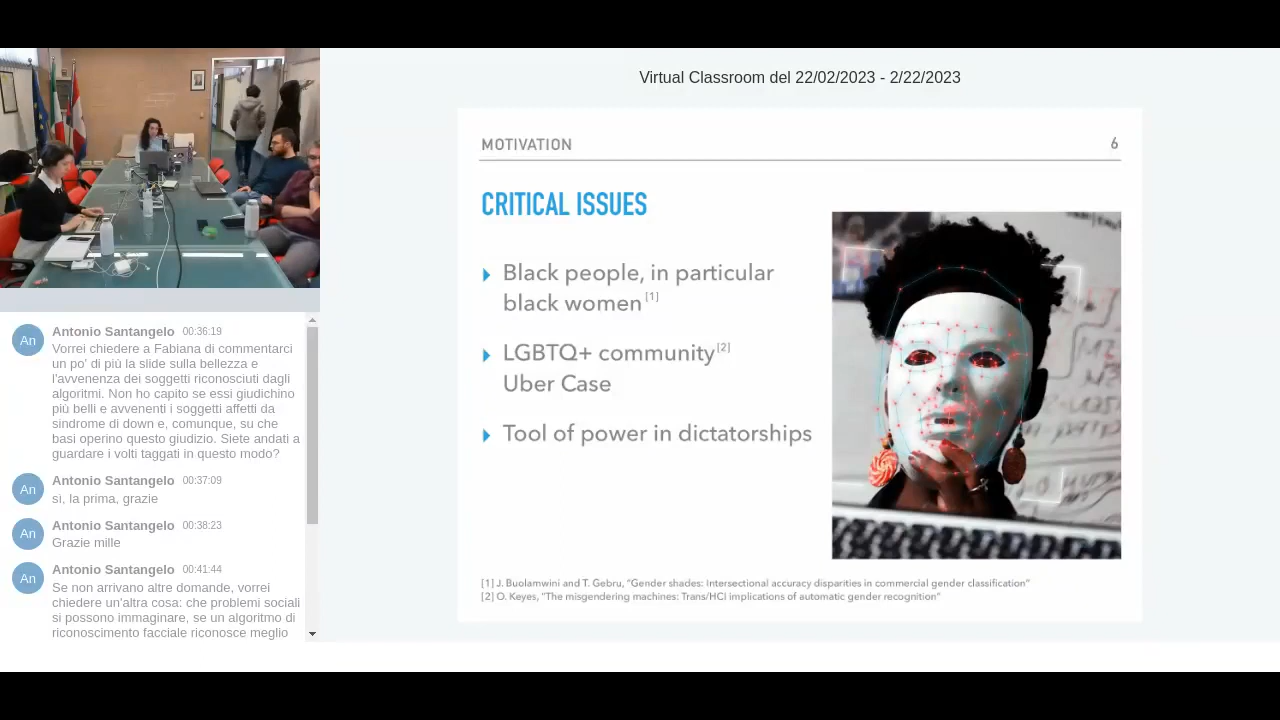 Virtual Classroom del 22/02/2023 - 2/22/2023
MOTIVATION
6
CRITICAL ISSUES
Black people, in particular
black women [1]
LGBTQ+ community [2]
Uber Case
Tool of power in dictatorships
[1] J. Buolamwini and T. Gebru, "Gender shades: Intersectional accuracy disparities in commercial gender classification"
[2] O. Keyes, "The misgendering machines: Trans/HCI implications of automatic gender recognition"
An
Antonio Santangelo 00:36:19
Vorrei chiedere a Fabiana di commentarci
un po' di più la slide sulla bellezza e
l'avvenenza dei soggetti riconosciuti dagli
algoritmi. Non ho capito se essi giudichino
più belli e avvenenti i soggetti affetti da
sindrome di down e, comunque, su che
basi operino questo giudizio. Siete andati a
guardare i volti taggati in questo modo?
An
Antonio Santangelo 00:37:09
sì, la prima, grazie
An
Antonio Santangelo 00:38:23
Grazie mille
An
Antonio Santangelo 00:41:44
Se non arrivano altre domande, vorrei
chiedere un'altra cosa: che problemi sociali
si possono immaginare, se un algoritmo di
riconoscimento facciale riconosce meglio